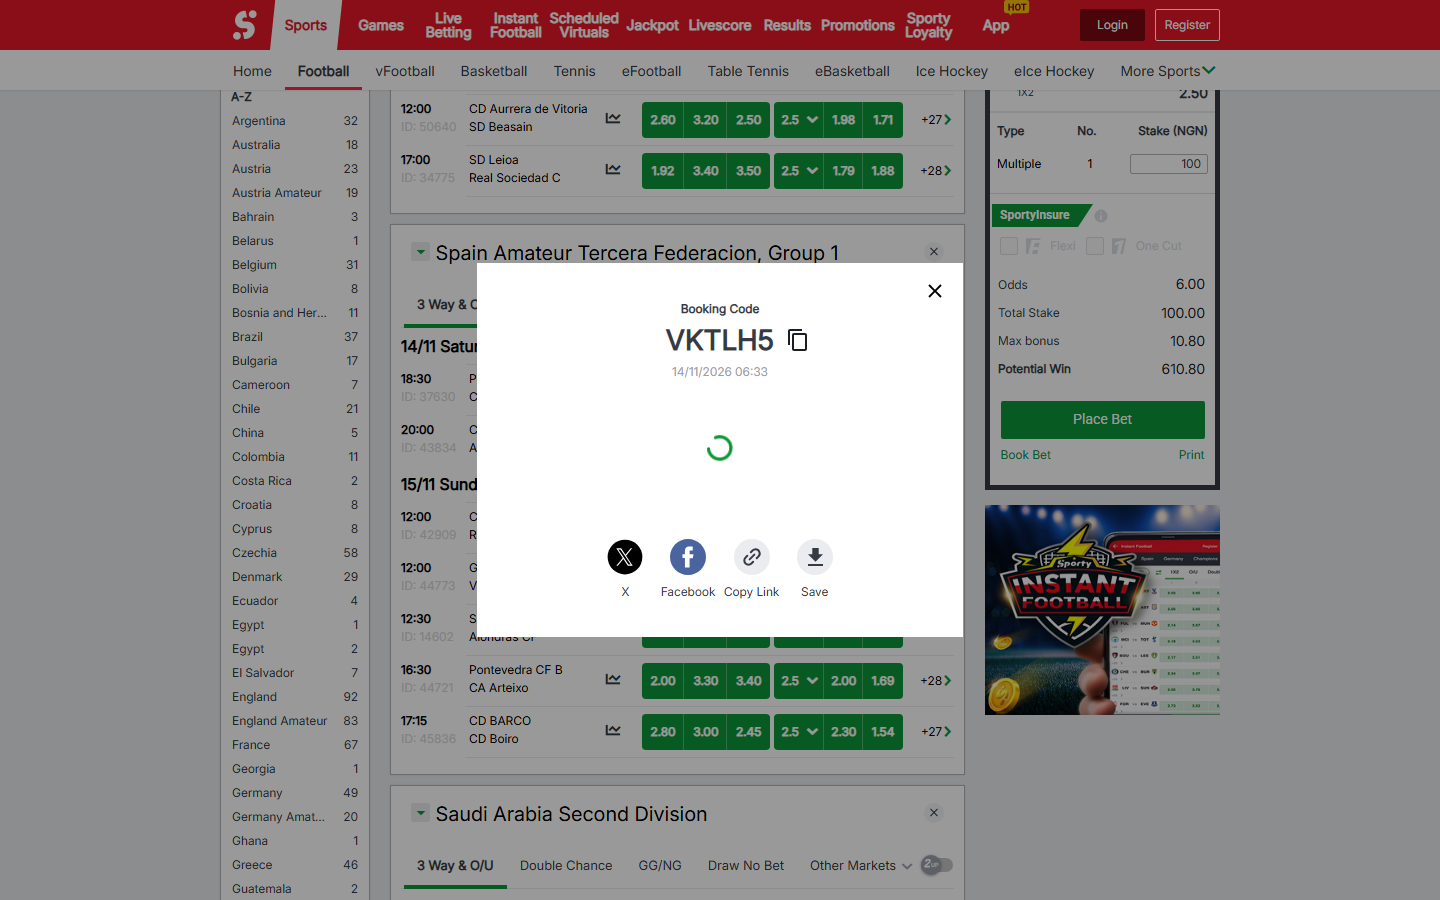 Sports
Games
Live Betting
Instant Football
Scheduled Virtuals
Jackpot
Livescore
Results
Promotions
Sporty Loyalty
App
HOT
Login
Register
Home
Football
vFootball
Basketball
Tennis
eFootball
Table Tennis
eBasketball
Ice Hockey
eIce Hockey
More Sports
A-Z
Argentina 32
Australia 18
Austria 23
Austria Amateur 19
Bahrain 3
Belarus 1
Belgium 31
Bolivia 8
Bosnia and Her... 11
Brazil 37
Bulgaria 17
Cameroon 7
Chile 21
China 5
Colombia 11
Costa Rica 2
Croatia 8
Cyprus 8
Czechia 58
Denmark 29
Ecuador 4
Egypt 1
Egypt 2
El Salvador 7
England 92
England Amateur 83
France 67
Georgia 1
Germany 49
Germany Amat... 20
Ghana 1
Greece 46
Guatemala 2
12:00 CD Aurrera de Vitoria
ID: 50640 SD Beasain
2.60 3.20 2.50 2.5 1.98 1.71 +27
17:00 SD Leioa
ID: 34775 Real Sociedad C
1.92 3.40 3.50 2.5 1.79 1.88 +28
Spain Amateur Tercera Federacion, Group 1
3 Way & O
14/11 Satur
18:30 P
ID: 37630 C
20:00 C
ID: 43834 A
15/11 Sund
12:00 C
ID: 42909 R
12:00 G
ID: 44773 V
12:30 S
ID: 14602 Alondras CF
16:30 Pontevedra CF B
ID: 44721 CA Arteixo
2.00 3.30 3.40 2.5 2.00 1.69 +28
17:15 CD BARCO
ID: 45836 CD Boiro
2.80 3.00 2.45 2.5 2.30 1.54 +27
Saudi Arabia Second Division
3 Way & O/U
Double Chance
GG/NG
Draw No Bet
Other Markets
2UP
Booking Code
VKTLH5
14/11/2026 06:33
X
Facebook
Copy Link
Save
1X2 2.50
Type No. Stake (NGN)
Multiple 1 100
SportyInsure
Flexi
One Cut
Odds 6.00
Total Stake 100.00
Max bonus 10.80
Potential Win 610.80
Place Bet
Book Bet
Print
Sporty
INSTANT
FOOTBALL